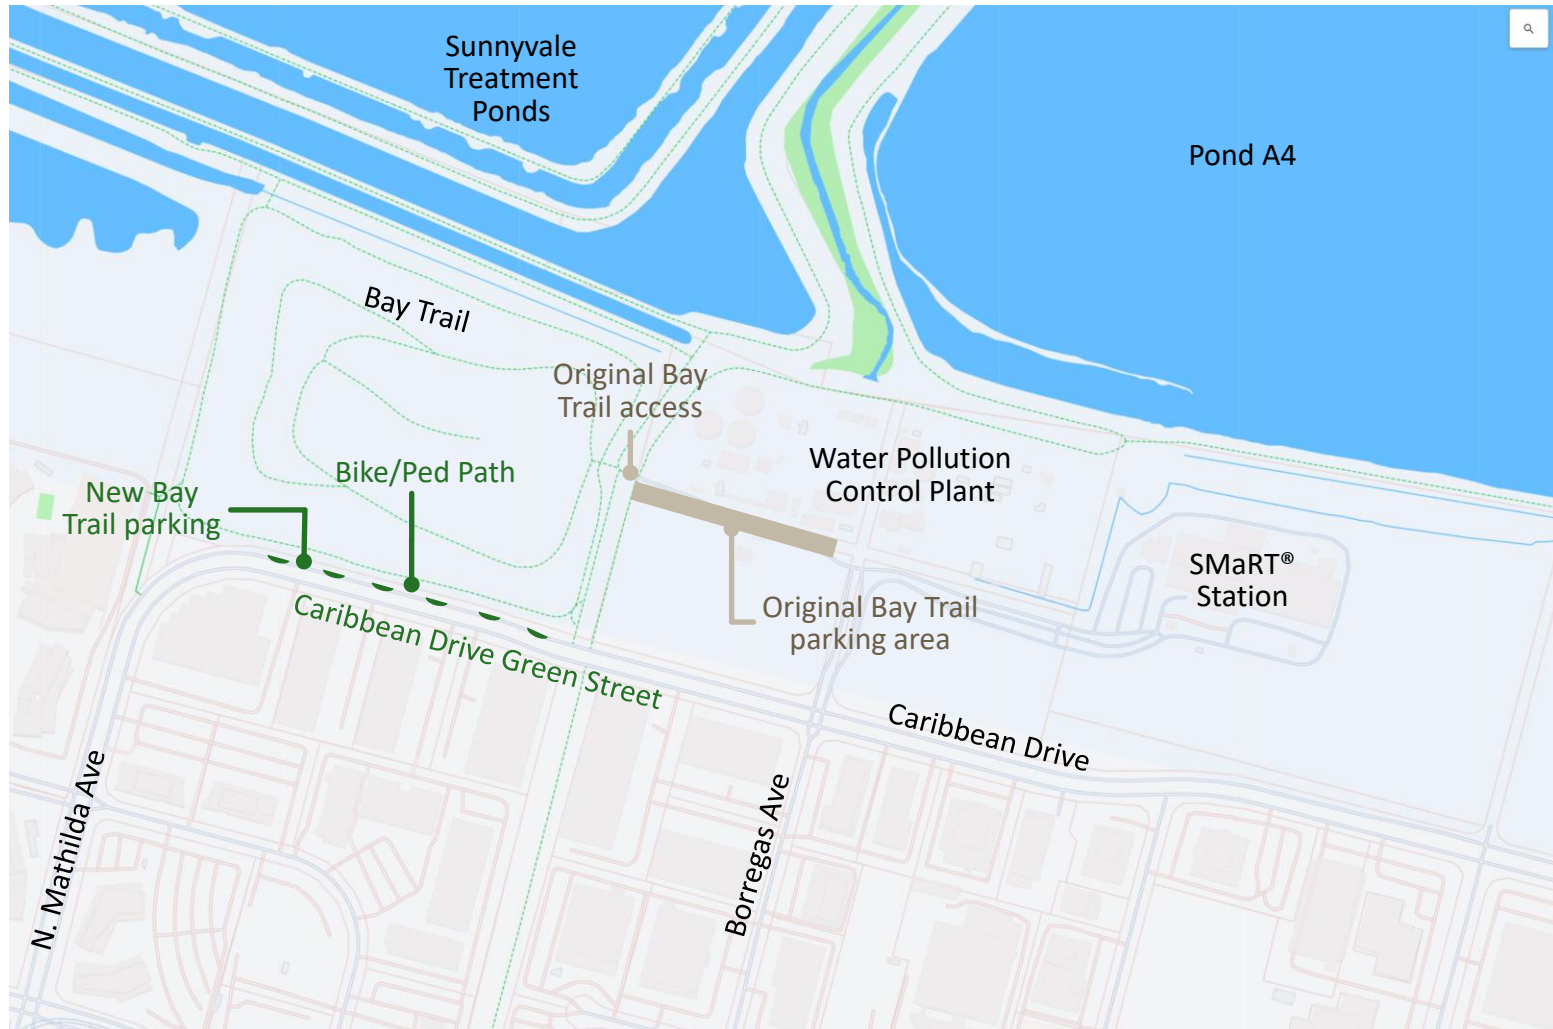 Sunnyvale
Treatment
Ponds
Pond A4
Bay Trail
Original Bay
Trail access
Water Pollution
Control Plant
Bike/Ped Path
New Bay
Trail parking
SMaRT®
Station
Original Bay Trail
parking area
Caribbean Drive Green Street
Caribbean Drive
N. Mathilda Ave
Borregas Ave